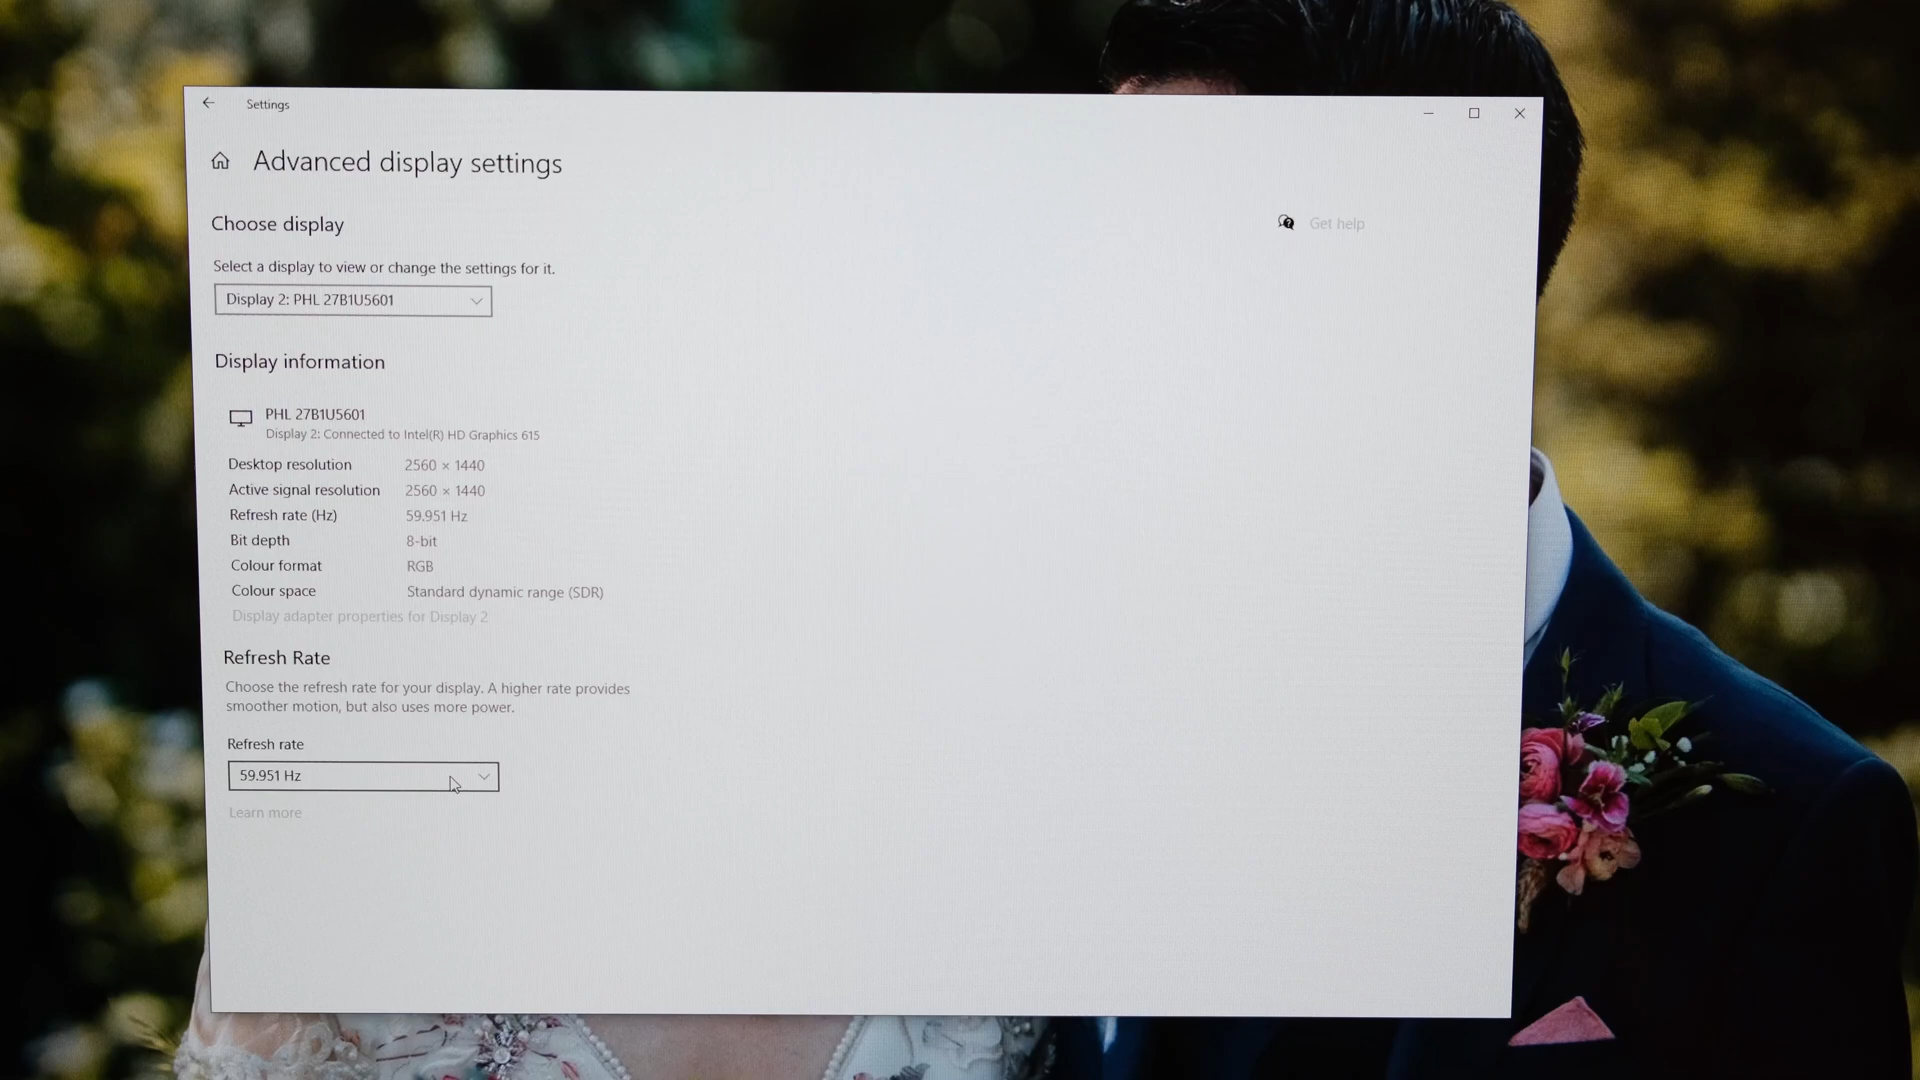 Settings
Advanced display settings
Choose display
Get help
Select a display to view or change the settings for it.
Display 2: PHL 27B1U5601
Display information
PHL 27B1U5601
Display 2: Connected to Intel(R) HD Graphics 615
Desktop resolution 2560 × 1440
Active signal resolution 2560 × 1440
Refresh rate (Hz) 59.951 Hz
Bit depth 8-bit
Colour format RGB
Colour space Standard dynamic range (SDR)
Display adapter properties for Display 2
Refresh Rate
Choose the refresh rate for your display. A higher rate provides
smoother motion, but also uses more power.
Refresh rate
59.951 Hz
Learn more